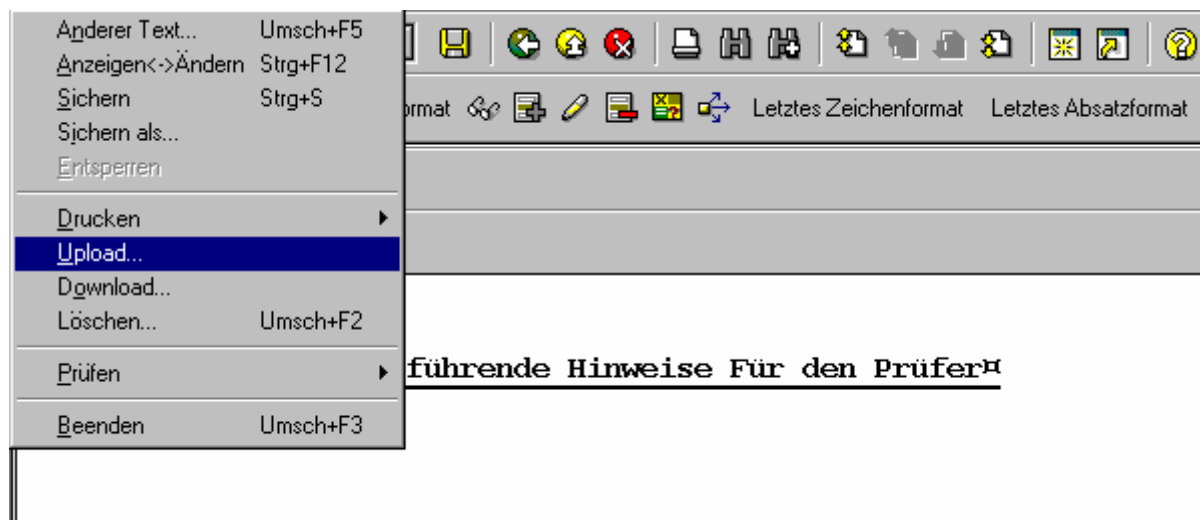 Anderer Text... Umsch+F5
Anzeigen<->Ändern Strg+F12
Sichern Strg+S
Sichern als...
Entsperren
Drucken
Upload...
Download...
Löschen... Umsch+F2
Prüfen
Beenden Umsch+F3
ormat Letztes Zeichenformat Letztes Absatzformat
führende Hinweise Für den Prüfer¤